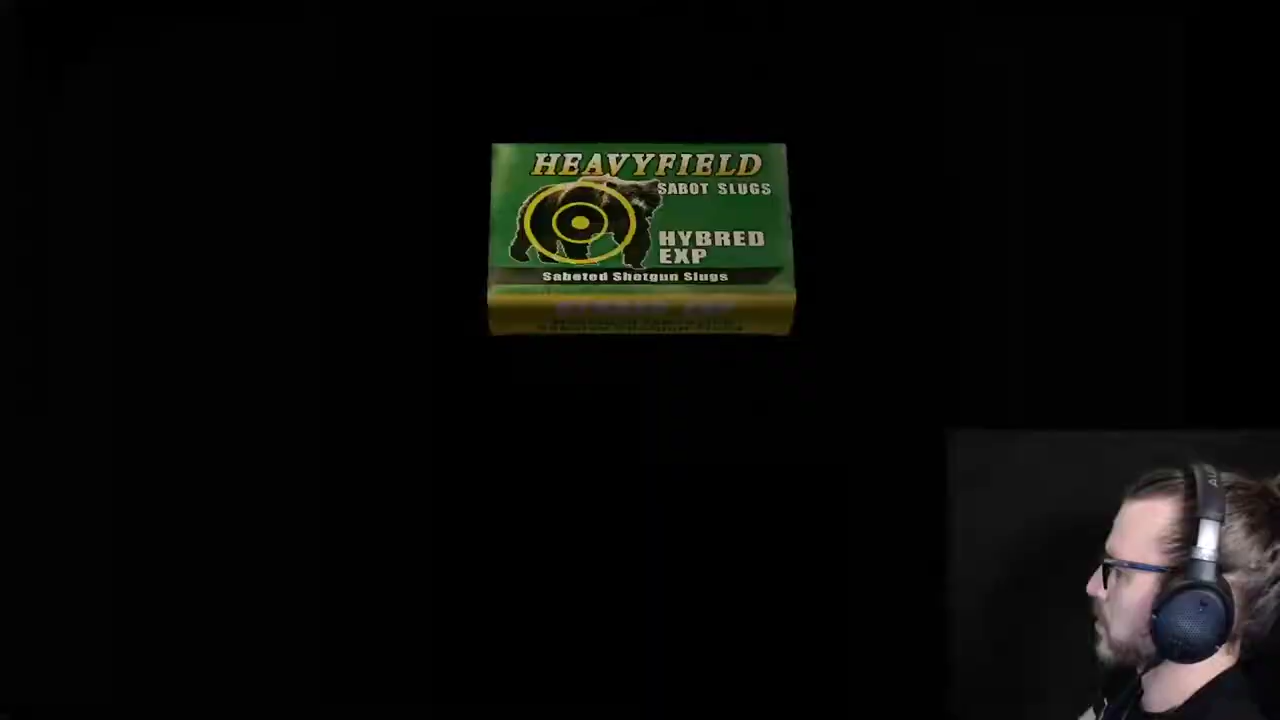 HEAVYFIELD
SABOT SLUGS
HYBRED
EXP
Saboted Shotgun Slugs